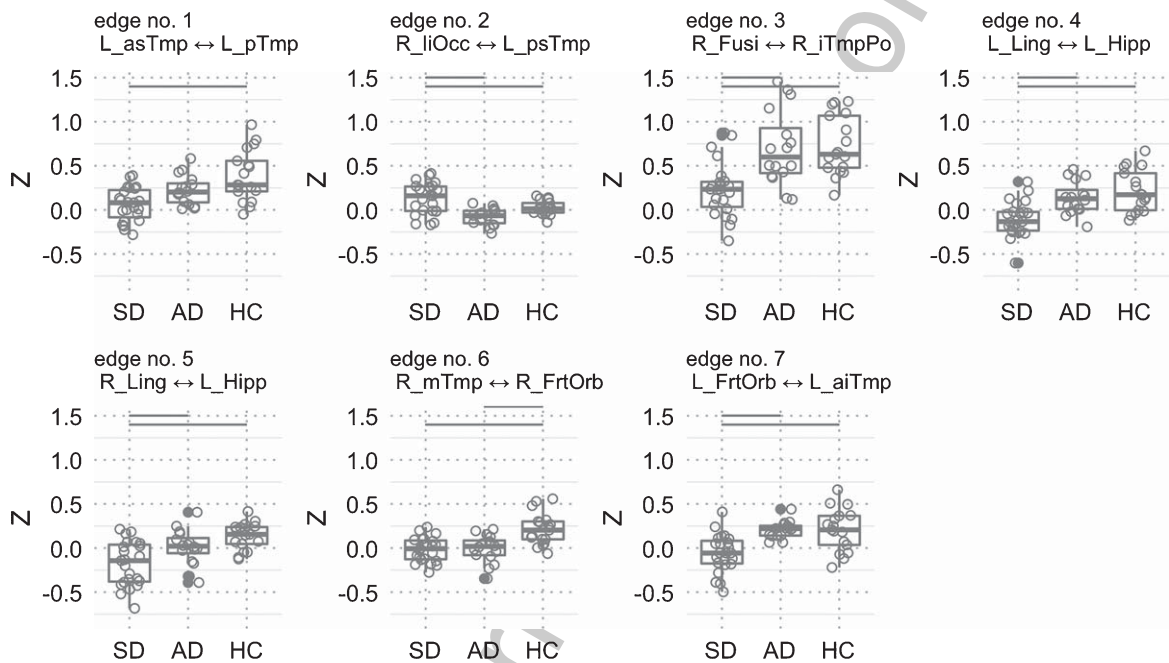 edge no. 1
L_asTmp ↔ L_pTmp
edge no. 2
R_liOcc ↔ L_psTmp
edge no. 3
R_Fusi ↔ R_iTmpPo
edge no. 4
L_Ling ↔ L_Hipp
Z
1.5
1.0
0.5
0.0
-0.5
SD AD HC
Z
1.5
1.0
0.5
0.0
-0.5
SD AD HC
Z
1.5
1.0
0.5
0.0
-0.5
SD AD HC
Z
1.5
1.0
0.5
0.0
-0.5
SD AD HC
edge no. 5
R_Ling ↔ L_Hipp
edge no. 6
R_mTmp ↔ R_FrtOrb
edge no. 7
L_FrtOrb ↔ L_aiTmp
Z
1.5
1.0
0.5
0.0
-0.5
SD AD HC
Z
1.5
1.0
0.5
0.0
-0.5
SD AD HC
Z
1.5
1.0
0.5
0.0
-0.5
SD AD HC